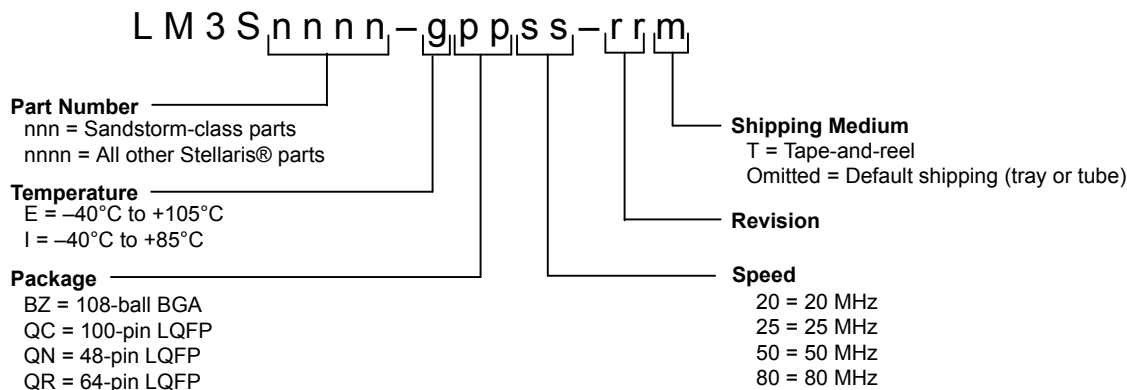 LM3Snnnn–gppss–rrm
Part Number
nnn = Sandstorm-class parts
nnnn = All other Stellaris® parts
Temperature
E = –40°C to +105°C
I = –40°C to +85°C
Package
BZ = 108-ball BGA
QC = 100-pin LQFP
QN = 48-pin LQFP
QR = 64-pin LQFP
Shipping Medium
T = Tape-and-reel
Omitted = Default shipping (tray or tube)
Revision
Speed
20 = 20 MHz
25 = 25 MHz
50 = 50 MHz
80 = 80 MHz